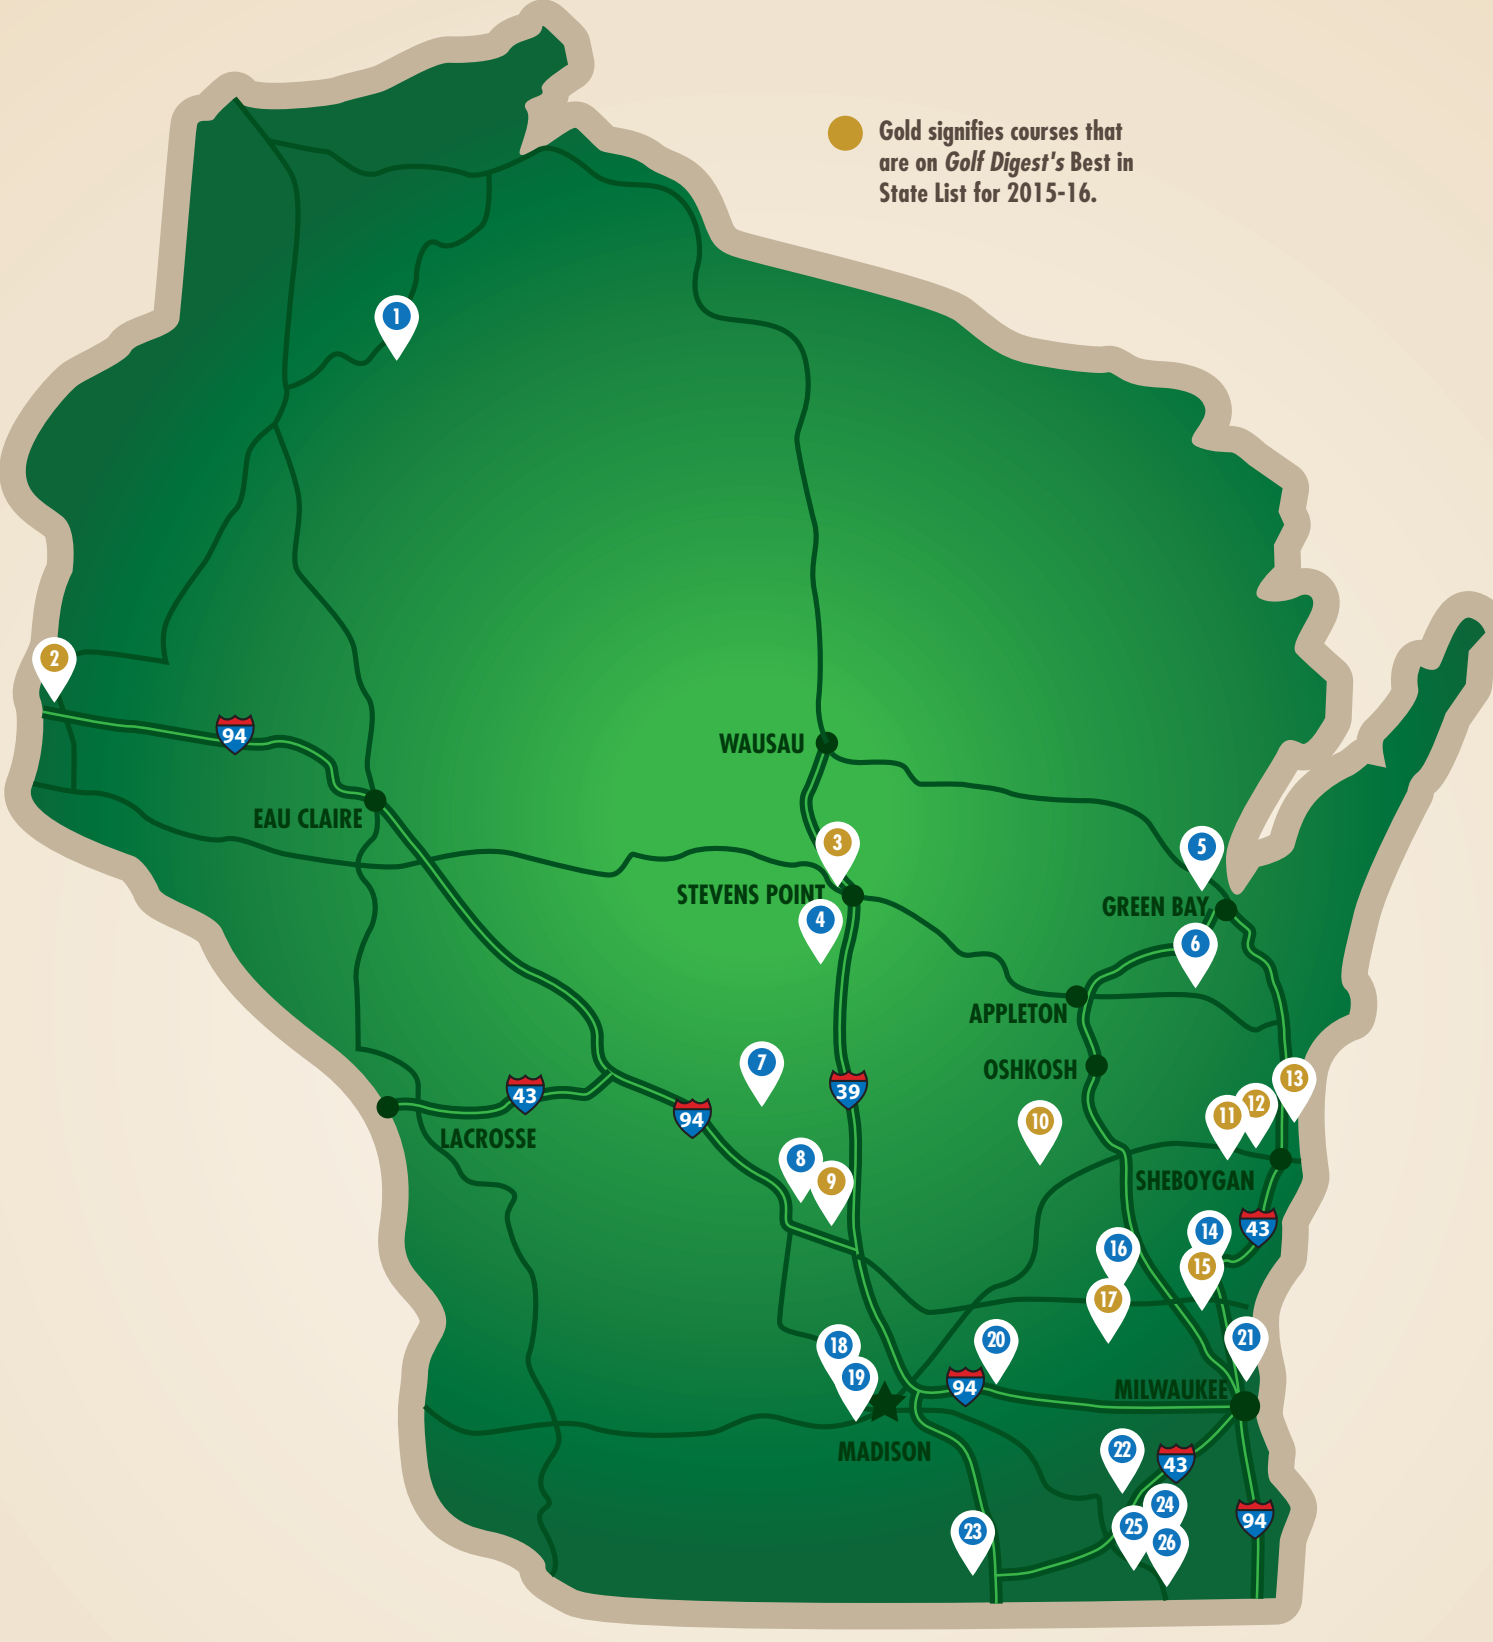 Gold signifies courses that
are on Golf Digest's Best in
State List for 2015-16.
1
2
94
WAUSAU
EAU CLAIRE
3
5
STEVENS POINT
4
GREEN BAY
6
APPLETON
OSHKOSH
7
39
13
43
94
10
11
12
LACROSSE
8
9
SHEBOYGAN
43
14
16
15
17
18
20
21
19
94
MILWAUKEE
MADISON
22
43
24
23
25
94
26